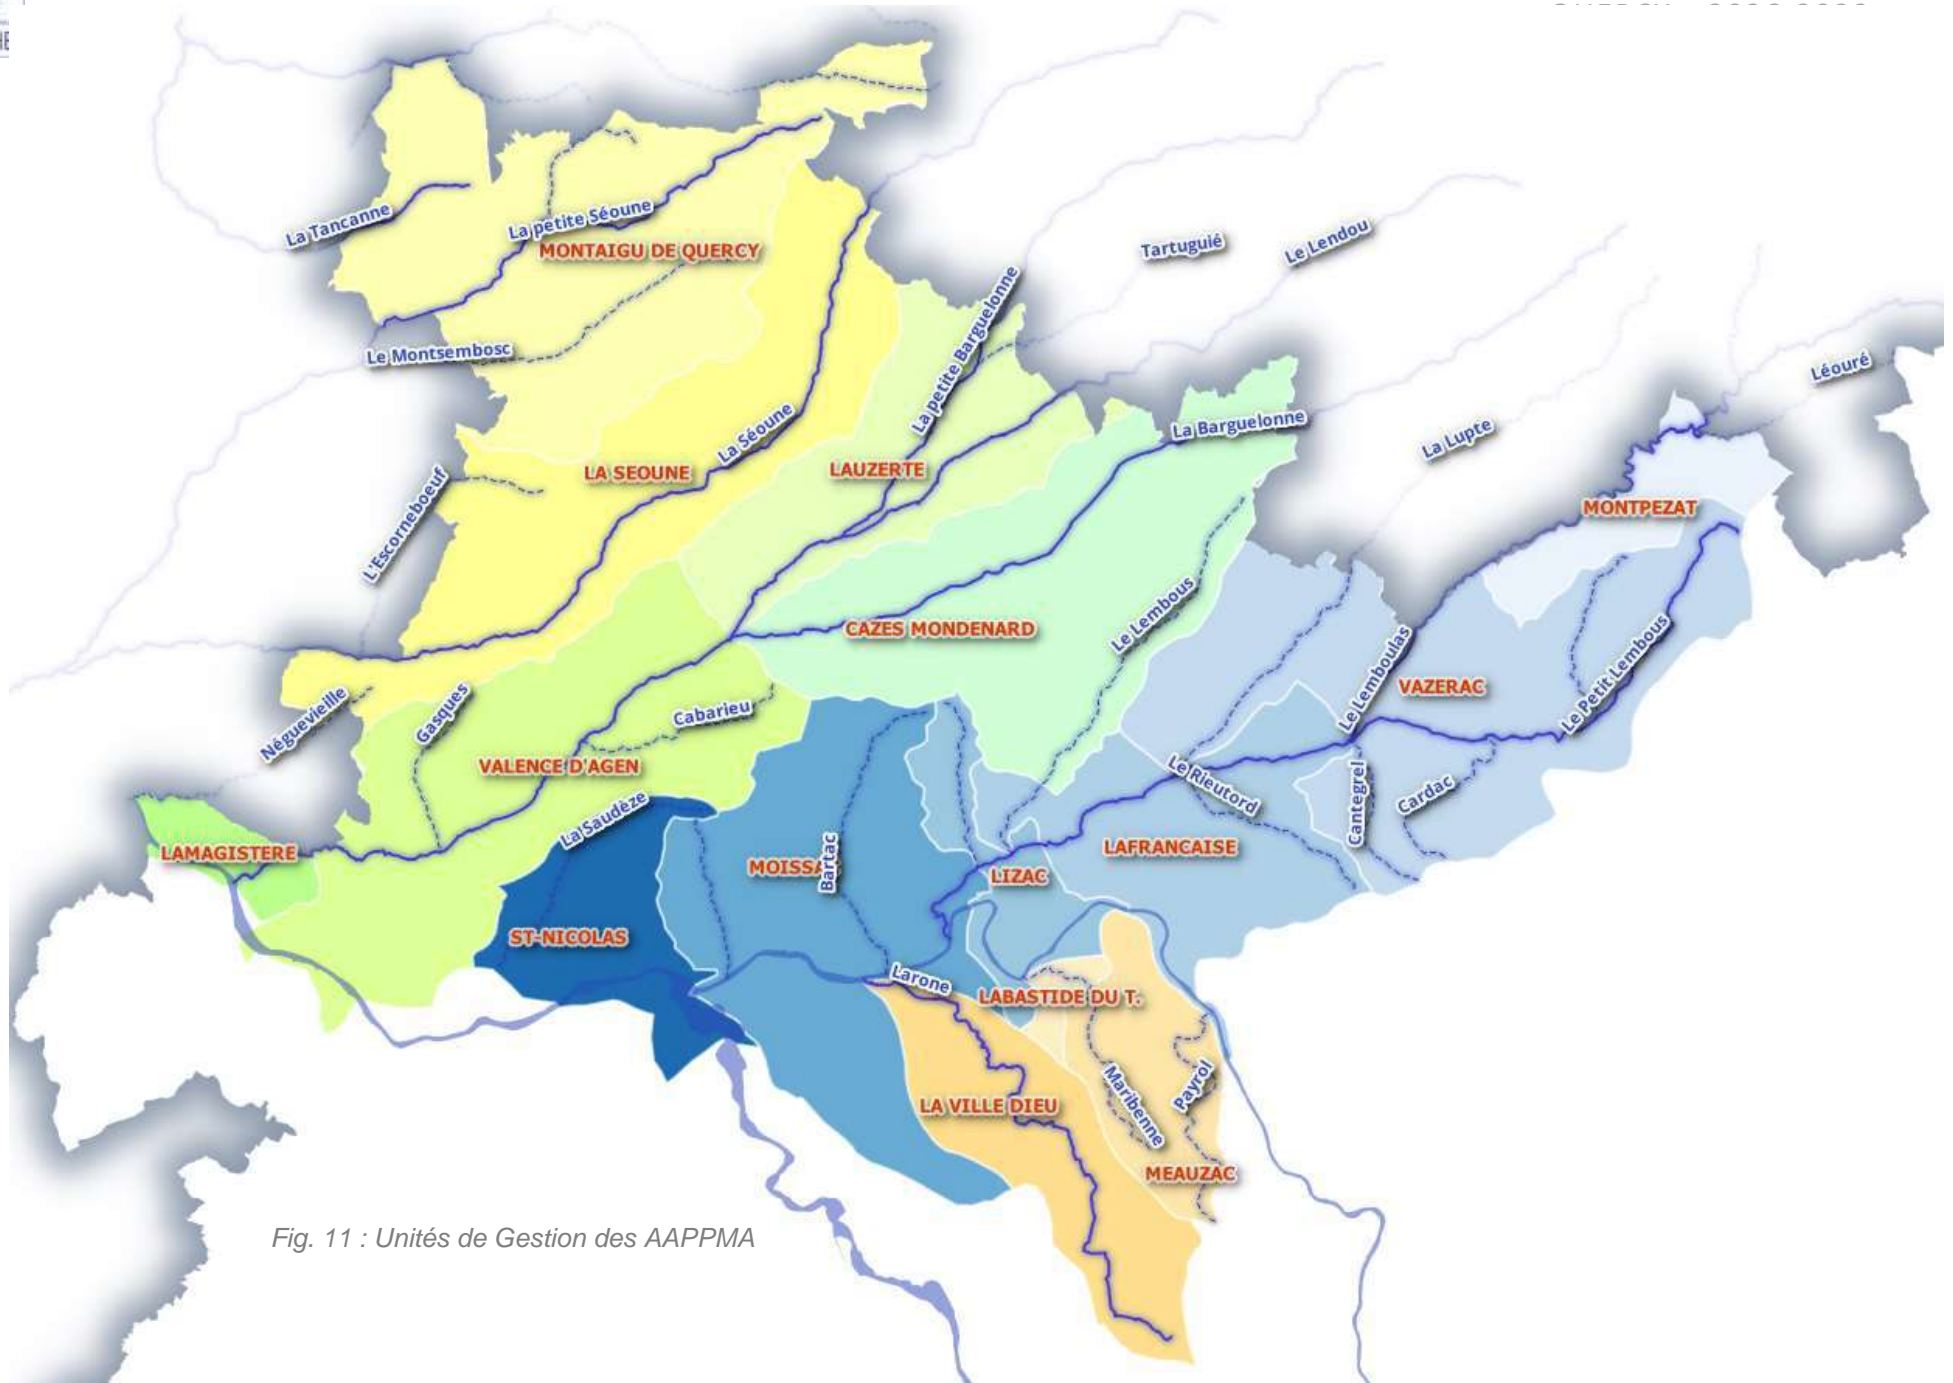 La Tancanne
La petite Séoune
MONTAIGU DE QUERCY
Tartuguié
Le Lendou
La petite Barguelonne
Le Montsembosc
Léouré
La Séoune
La Barguelonne
La Lupte
LA SEOUNE
LAUZERTE
L'Escorneboeuf
MONTPEZAT
Le Lembous
CAZES MONDENARD
Le Lemboulas
VAZERAC
Le Petit Lembous
Néguevieille
Gasques
Cabarieu
VALENCE D'AGEN
Le Rieutord
Cantegrel
Cardac
La Saudèze
LAMAGISTERE
MOISSA
Bartac
LIZAC
LAFRANCAISE
ST-NICOLAS
Larone
LABASTIDE DU T.
Maribenne
Payrol
LA VILLE DIEU
MEAUZAC
Fig. 11 : Unités de Gestion des AAPPMA